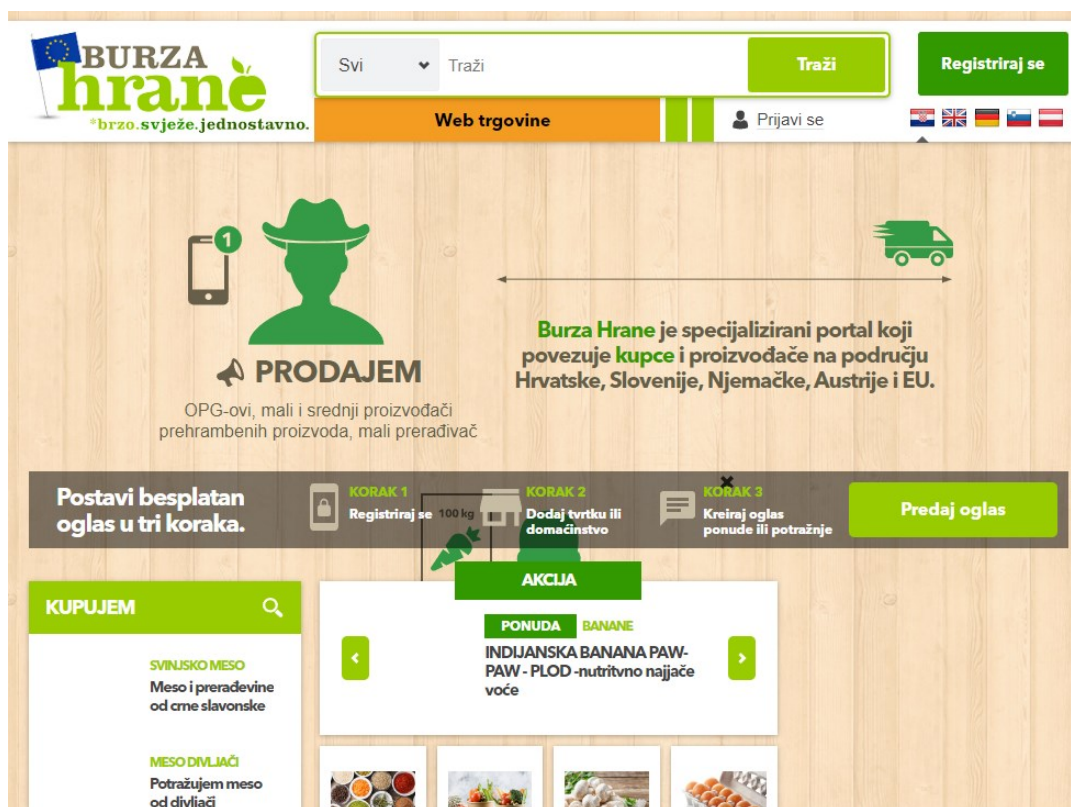 BURZA
hrane
*brzo.svježe.jednostavno.
Svi
Traži
Traži
Registriraj se
Web trgovine
Prijavi se
1
PRODAJEM
OPG-ovi, mali i srednji proizvođači
prehrambenih proizvoda, mali prerađivač
Burza Hrane je specijalizirani portal koji
povezuje kupce i proizvođače na području
Hrvatske, Slovenije, Njemačke, Austrije i EU.
Postavi besplatan
oglas u tri koraka.
KORAK 1
Registriraj se
100 kg
KORAK 2
Dodaj tvrtku ili
domaćinstvo
KORAK 3
Kreiraj oglas
ponude ili potražnje
Predaj oglas
KUPUJEM
SVINJSKO MESO
Meso i prerađevine
od crne slavonske
MESO DIVLJAČI
Potražujem meso
od divljači
AKCIJA
PONUDA BANANE
INDIJANSKA BANANA PAW-
PAW - PLOD -nutritvno najjače
voće